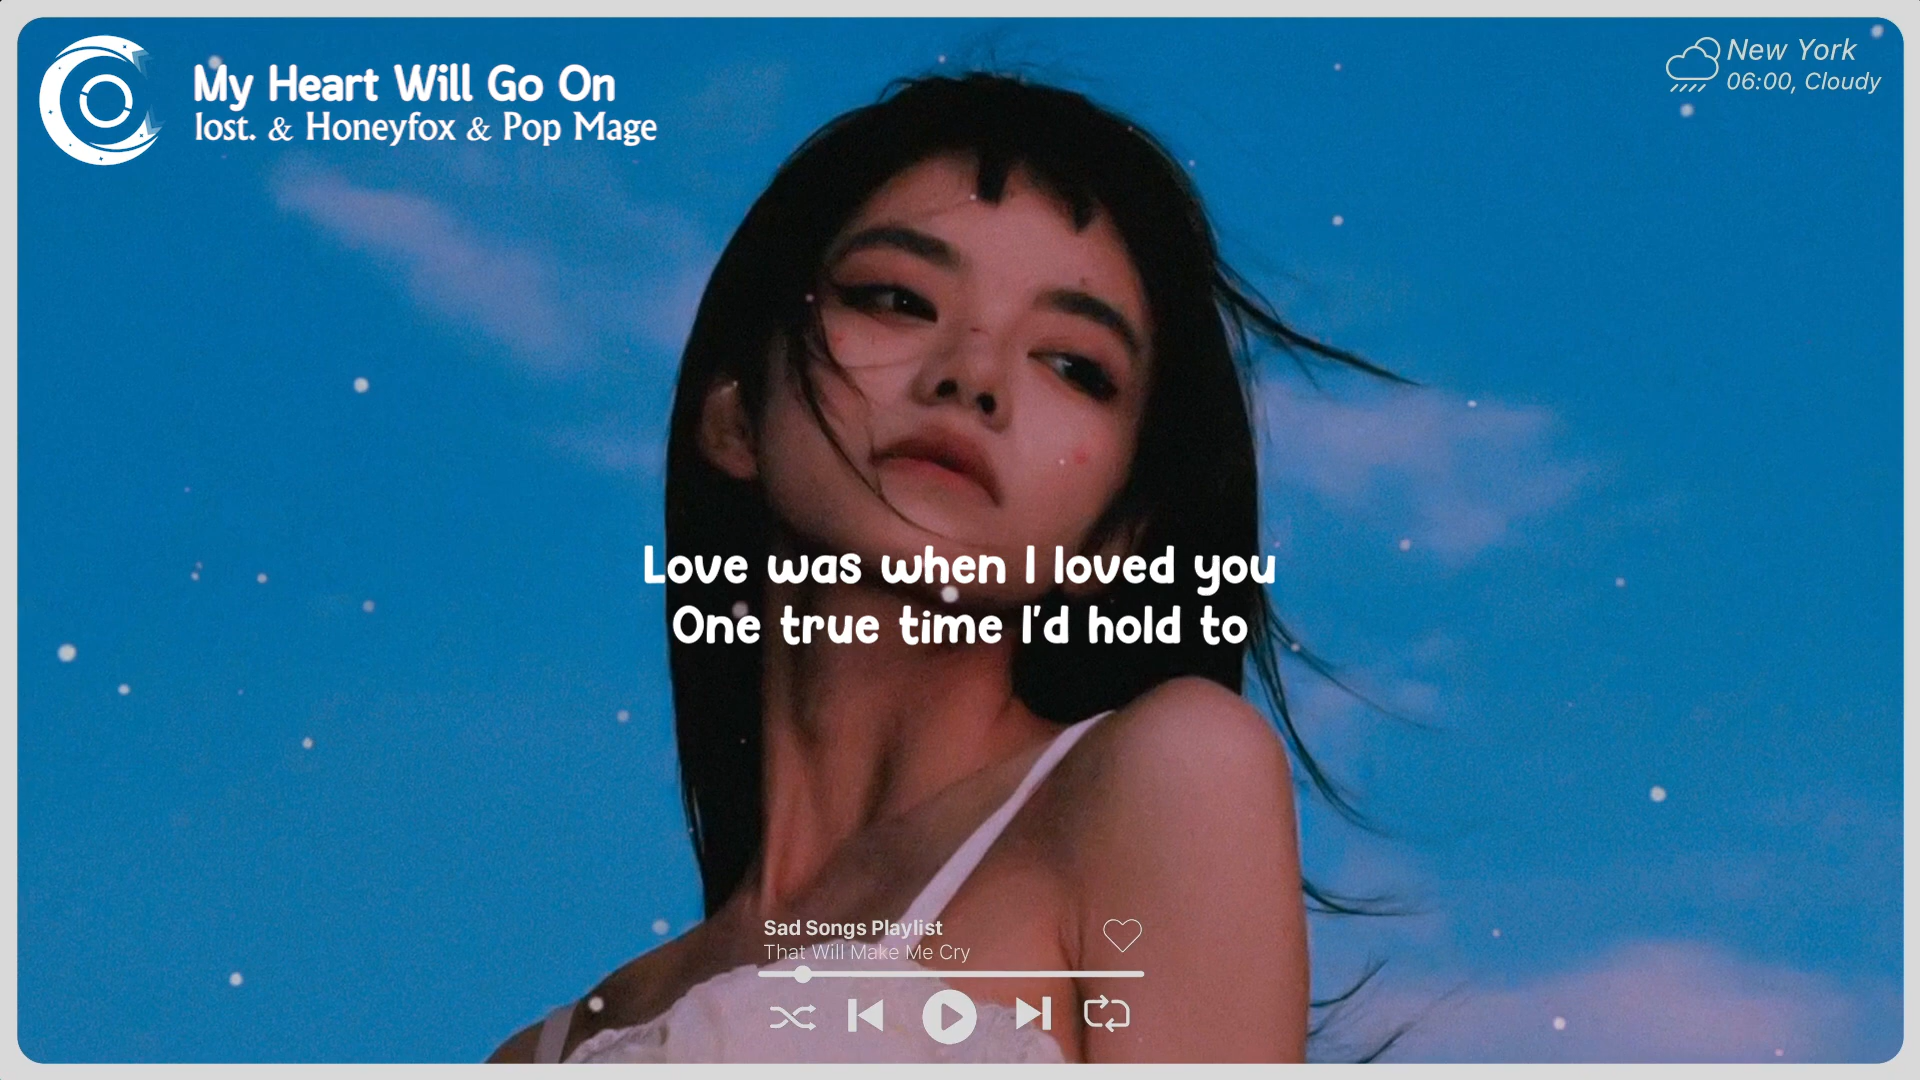 My Heart Will Go On
lost. & Honeyfox & Pop Mage
New York
06:00, Cloudy
Love was when I loved you
One true time I'd hold to
Sad Songs Playlist
That Will Make Me Cry